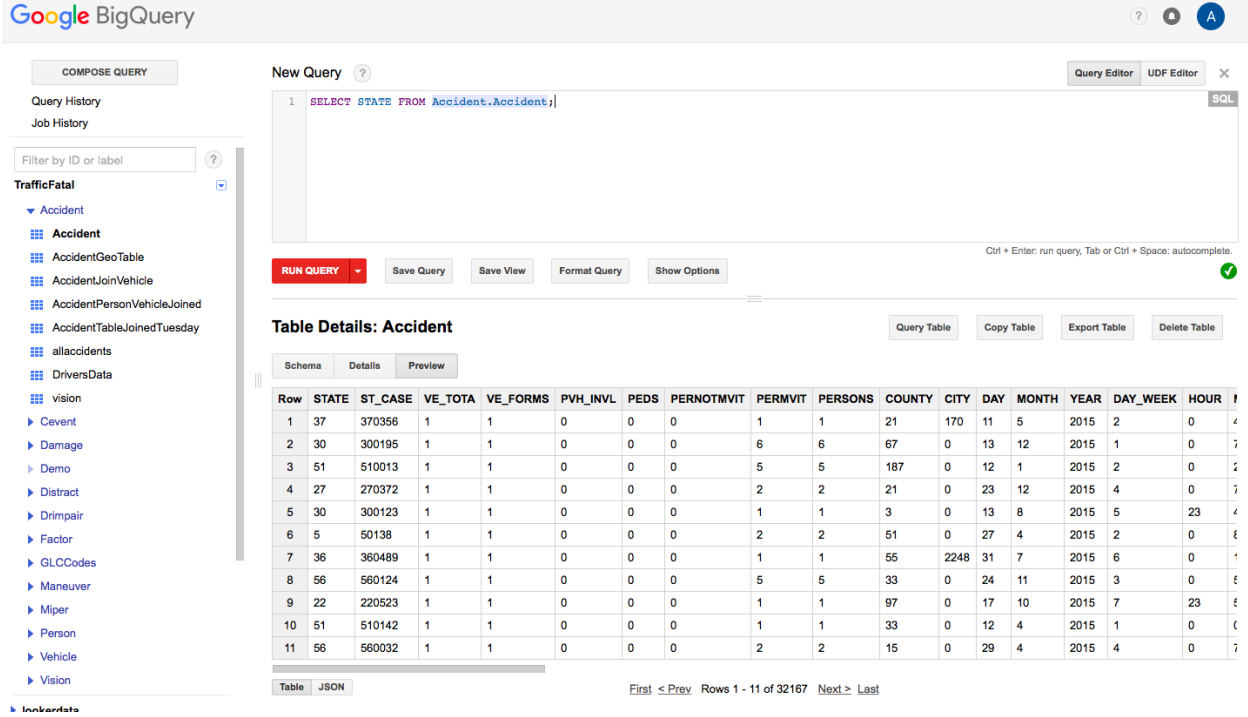 Google BigQuery
? A
COMPOSE QUERY
Query History
Job History
Filter by ID or label ?
TrafficFatal
Accident
Accident
AccidentGeoTable
AccidentJoinVehicle
AccidentPersonVehicleJoined
AccidentTableJoinedTuesday
allaccidents
DriversData
vision
Cevent
Damage
Demo
Distract
Drimpair
Factor
GLCCodes
Maneuver
Miper
Person
Vehicle
Vision
lookerdata
New Query ? Query Editor UDF Editor ×
1 SELECT STATE FROM Accident.Accident; SQL
Ctrl + Enter: run query, Tab or Ctrl + Space: autocomplete.
RUN QUERY Save Query Save View Format Query Show Options
Table Details: Accident Query Table Copy Table Export Table Delete Table
Schema Details Preview
Row STATE ST_CASE VE_TOTA VE_FORMS PVH_INVL PEDS PERNOTMVIT PERMVIT PERSONS COUNTY CITY DAY MONTH YEAR DAY_WEEK HOUR
1 37 370356 1 1 0 0 0 1 1 21 170 11 5 2015 2 0
2 30 300195 1 1 0 0 0 6 6 67 0 13 12 2015 1 0
3 51 510013 1 1 0 0 0 5 5 187 0 12 1 2015 2 0
4 27 270372 1 1 0 0 0 2 2 21 0 23 12 2015 4 0
5 30 300123 1 1 0 0 0 1 1 3 0 13 8 2015 5 23
6 5 50138 1 1 0 0 0 2 2 51 0 27 4 2015 2 0
7 36 360489 1 1 0 0 0 1 1 55 2248 31 7 2015 6 0
8 56 560124 1 1 0 0 0 5 5 33 0 24 11 2015 3 0
9 22 220523 1 1 0 0 0 1 1 97 0 17 10 2015 7 23
10 51 510142 1 1 0 0 0 1 1 33 0 12 4 2015 1 0
11 56 560032 1 1 0 0 0 2 2 15 0 29 4 2015 4 0
Table JSON First < Prev Rows 1 - 11 of 32167 Next > Last